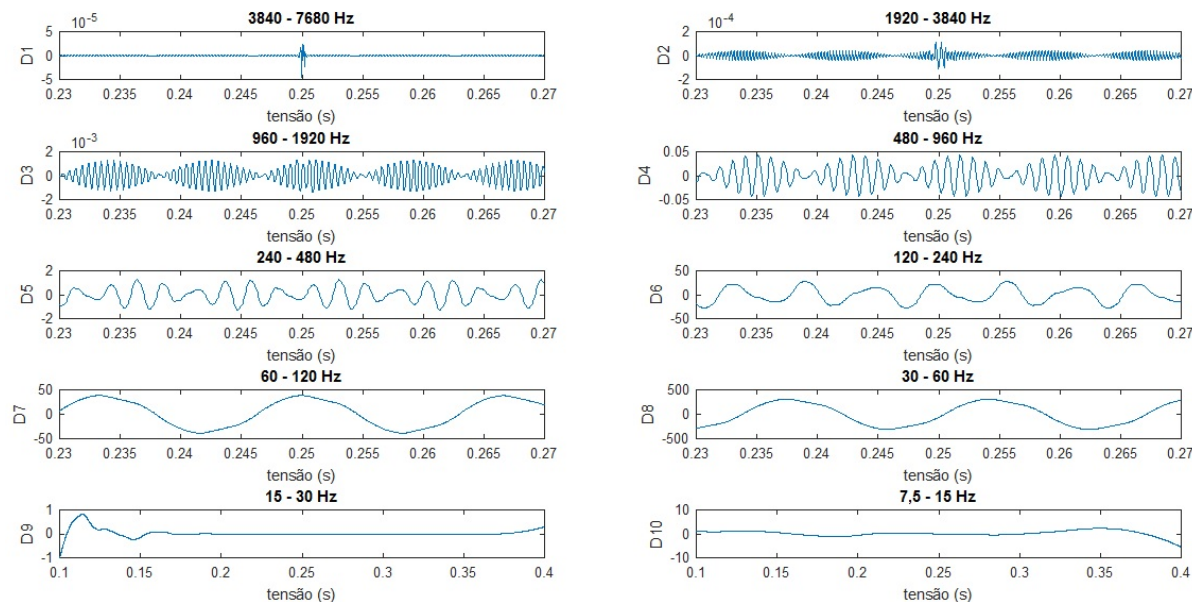 3840 - 7680 Hz
10^-5
5
0
-5
D1
0.23 0.235 0.24 0.245 0.25 0.255 0.26 0.265 0.27
tensão (s)
1920 - 3840 Hz
10^-4
2
0
-2
D2
0.23 0.235 0.24 0.245 0.25 0.255 0.26 0.265 0.27
tensão (s)
960 - 1920 Hz
10^-3
2
0
-2
D3
0.23 0.235 0.24 0.245 0.25 0.255 0.26 0.265 0.27
tensão (s)
480 - 960 Hz
0.05
0
-0.05
D4
0.23 0.235 0.24 0.245 0.25 0.255 0.26 0.265 0.27
tensão (s)
240 - 480 Hz
2
0
-2
D5
0.23 0.235 0.24 0.245 0.25 0.255 0.26 0.265 0.27
tensão (s)
120 - 240 Hz
50
0
-50
D6
0.23 0.235 0.24 0.245 0.25 0.255 0.26 0.265 0.27
tensão (s)
60 - 120 Hz
50
0
-50
D7
0.23 0.235 0.24 0.245 0.25 0.255 0.26 0.265 0.27
tensão (s)
30 - 60 Hz
500
0
-500
D8
0.23 0.235 0.24 0.245 0.25 0.255 0.26 0.265 0.27
tensão (s)
15 - 30 Hz
1
0
-1
D9
0.1 0.15 0.2 0.25 0.3 0.35 0.4
tensão (s)
7,5 - 15 Hz
10
0
-10
D10
0.1 0.15 0.2 0.25 0.3 0.35 0.4
tensão (s)